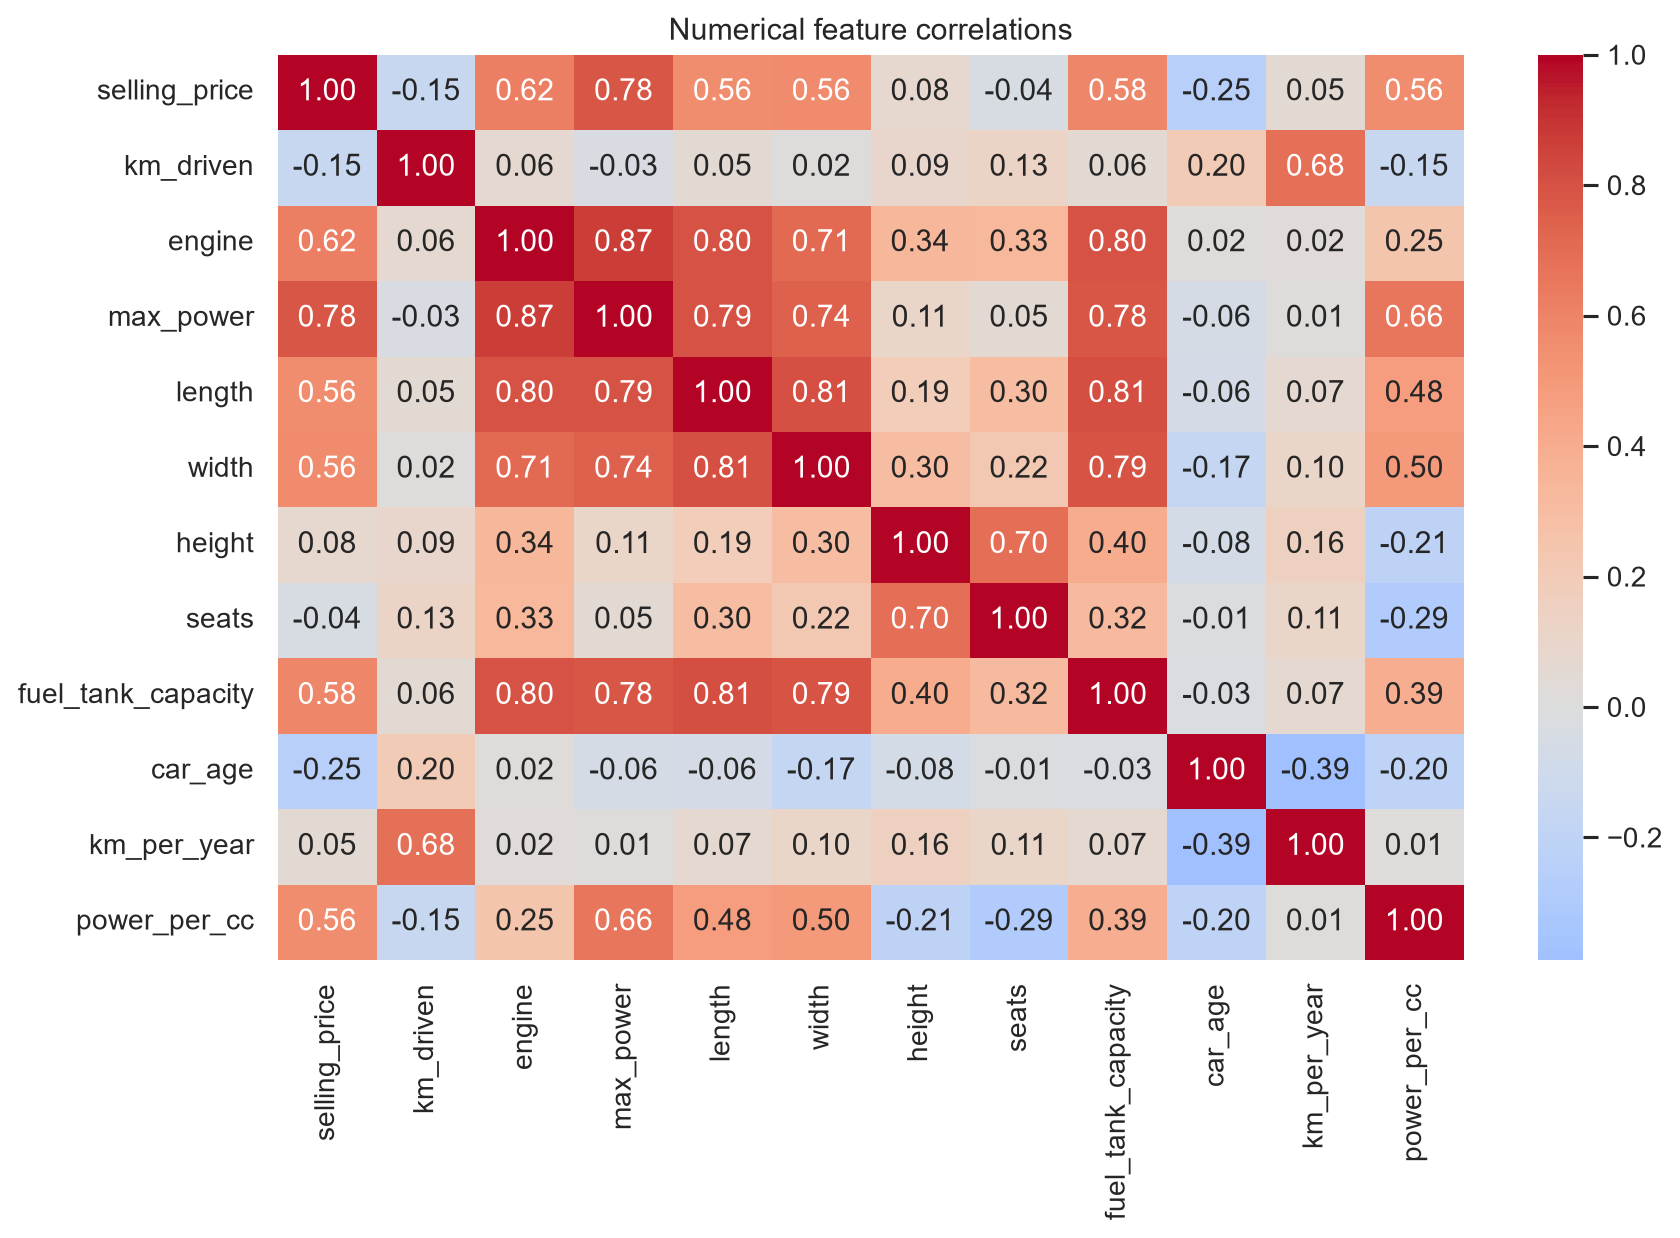 Numerical feature correlations
selling_price 1.00 -0.15 0.62 0.78 0.56 0.56 0.08 -0.04 0.58 -0.25 0.05 0.56
km_driven -0.15 1.00 0.06 -0.03 0.05 0.02 0.09 0.13 0.06 0.20 0.68 -0.15
engine 0.62 0.06 1.00 0.87 0.80 0.71 0.34 0.33 0.80 0.02 0.02 0.25
max_power 0.78 -0.03 0.87 1.00 0.79 0.74 0.11 0.05 0.78 -0.06 0.01 0.66
length 0.56 0.05 0.80 0.79 1.00 0.81 0.19 0.30 0.81 -0.06 0.07 0.48
width 0.56 0.02 0.71 0.74 0.81 1.00 0.30 0.22 0.79 -0.17 0.10 0.50
height 0.08 0.09 0.34 0.11 0.19 0.30 1.00 0.70 0.40 -0.08 0.16 -0.21
seats -0.04 0.13 0.33 0.05 0.30 0.22 0.70 1.00 0.32 -0.01 0.11 -0.29
fuel_tank_capacity 0.58 0.06 0.80 0.78 0.81 0.79 0.40 0.32 1.00 -0.03 0.07 0.39
car_age -0.25 0.20 0.02 -0.06 -0.06 -0.17 -0.08 -0.01 -0.03 1.00 -0.39 -0.20
km_per_year 0.05 0.68 0.02 0.01 0.07 0.10 0.16 0.11 0.07 -0.39 1.00 0.01
power_per_cc 0.56 -0.15 0.25 0.66 0.48 0.50 -0.21 -0.29 0.39 -0.20 0.01 1.00
selling_price
km_driven
engine
max_power
length
width
height
seats
fuel_tank_capacity
car_age
km_per_year
power_per_cc
1.0
0.8
0.6
0.4
0.2
0.0
−0.2